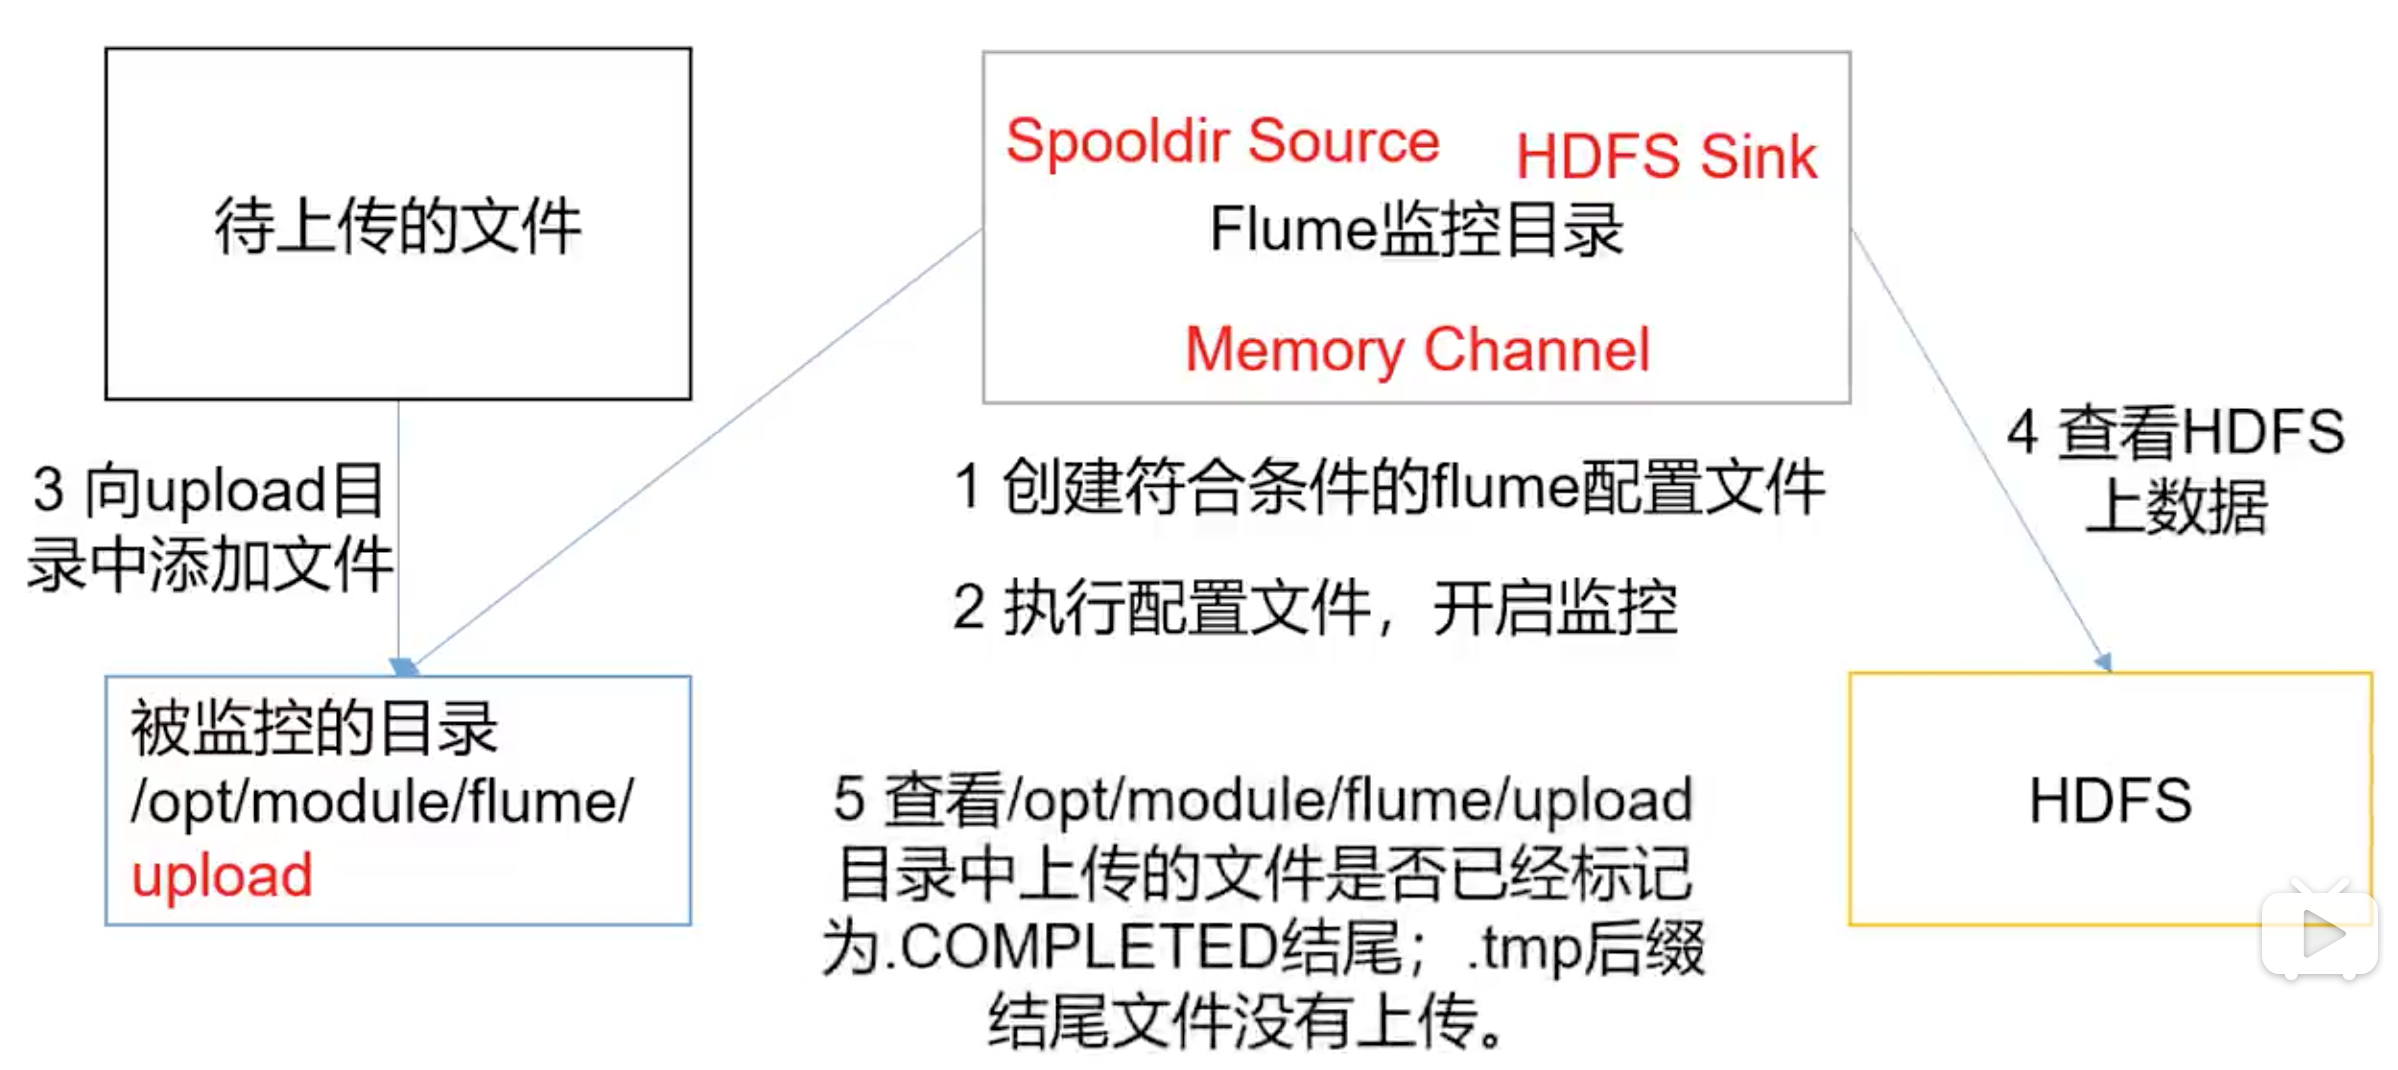 待上传的文件
Spooldir Source
HDFS Sink
Flume监控目录
Memory Channel
3 向upload目
录中添加文件
1 创建符合条件的flume配置文件
2 执行配置文件，开启监控
4 查看HDFS
上数据
被监控的目录
/opt/module/flume/
upload
5 查看/opt/module/flume/upload
目录中上传的文件是否已经标记
为.COMPLETED结尾；.tmp后缀
结尾文件没有上传。
HDFS